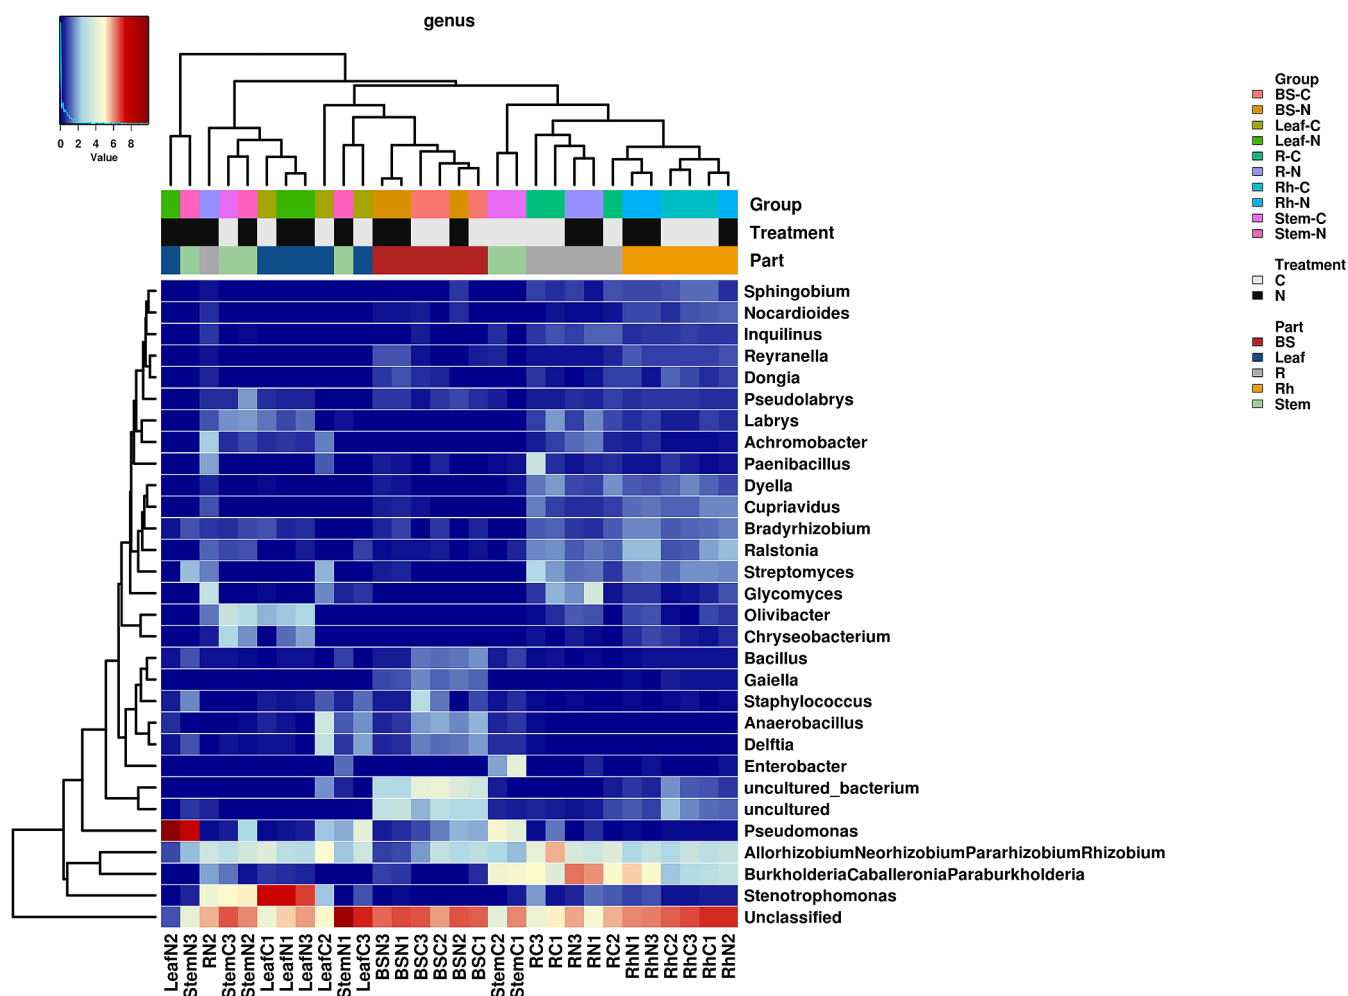 genus
0 2 4 6 8
Value
Group
BS-C
BS-N
Leaf-C
Leaf-N
R-C
R-N
Rh-C
Rh-N
Stem-C
Stem-N
Treatment
C
N
Part
BS
Leaf
R
Rh
Stem
Group
Treatment
Part
Sphingobium
Nocardioides
Inquilinus
Reyranella
Dongia
Pseudolabrys
Labrys
Achromobacter
Paenibacillus
Dyella
Cupriavidus
Bradyrhizobium
Ralstonia
Streptomyces
Glycomyces
Olivibacter
Chryseobacterium
Bacillus
Gaiella
Staphylococcus
Anaerobacillus
Delftia
Enterobacter
uncultured_bacterium
uncultured
Pseudomonas
AllorhizobiumNeorhizobiumPararhizobiumRhizobium
BurkholderiaCaballeroniaParaburkholderia
Stenotrophomonas
Unclassified
LeafN2
StemN3
RN2
StemC3
StemN2
LeafC1
LeafN1
LeafN3
LeafC2
StemN1
LeafC3
BSN3
BSN1
BSC3
BSC2
BSN2
BSC1
StemC2
StemC1
RC3
RC1
RN3
RN1
RC2
RhN1
RhN3
RhC2
RhC3
RhC1
RhN2